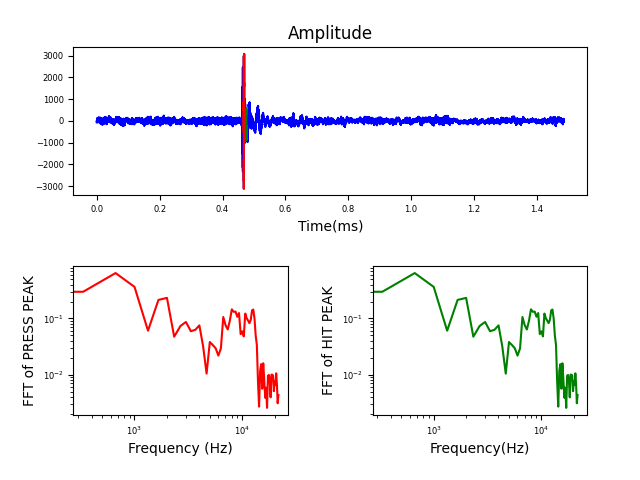 Amplitude
3000
2000
1000
0
−1000
−2000
−3000
0.0 0.2 0.4 0.6 0.8 1.0 1.2 1.4
Time(ms)
FFT of PRESS PEAK
10⁻¹
10⁻²
10³ 10⁴
Frequency (Hz)
FFT of HIT PEAK
10⁻¹
10⁻²
10³ 10⁴
Frequency(Hz)